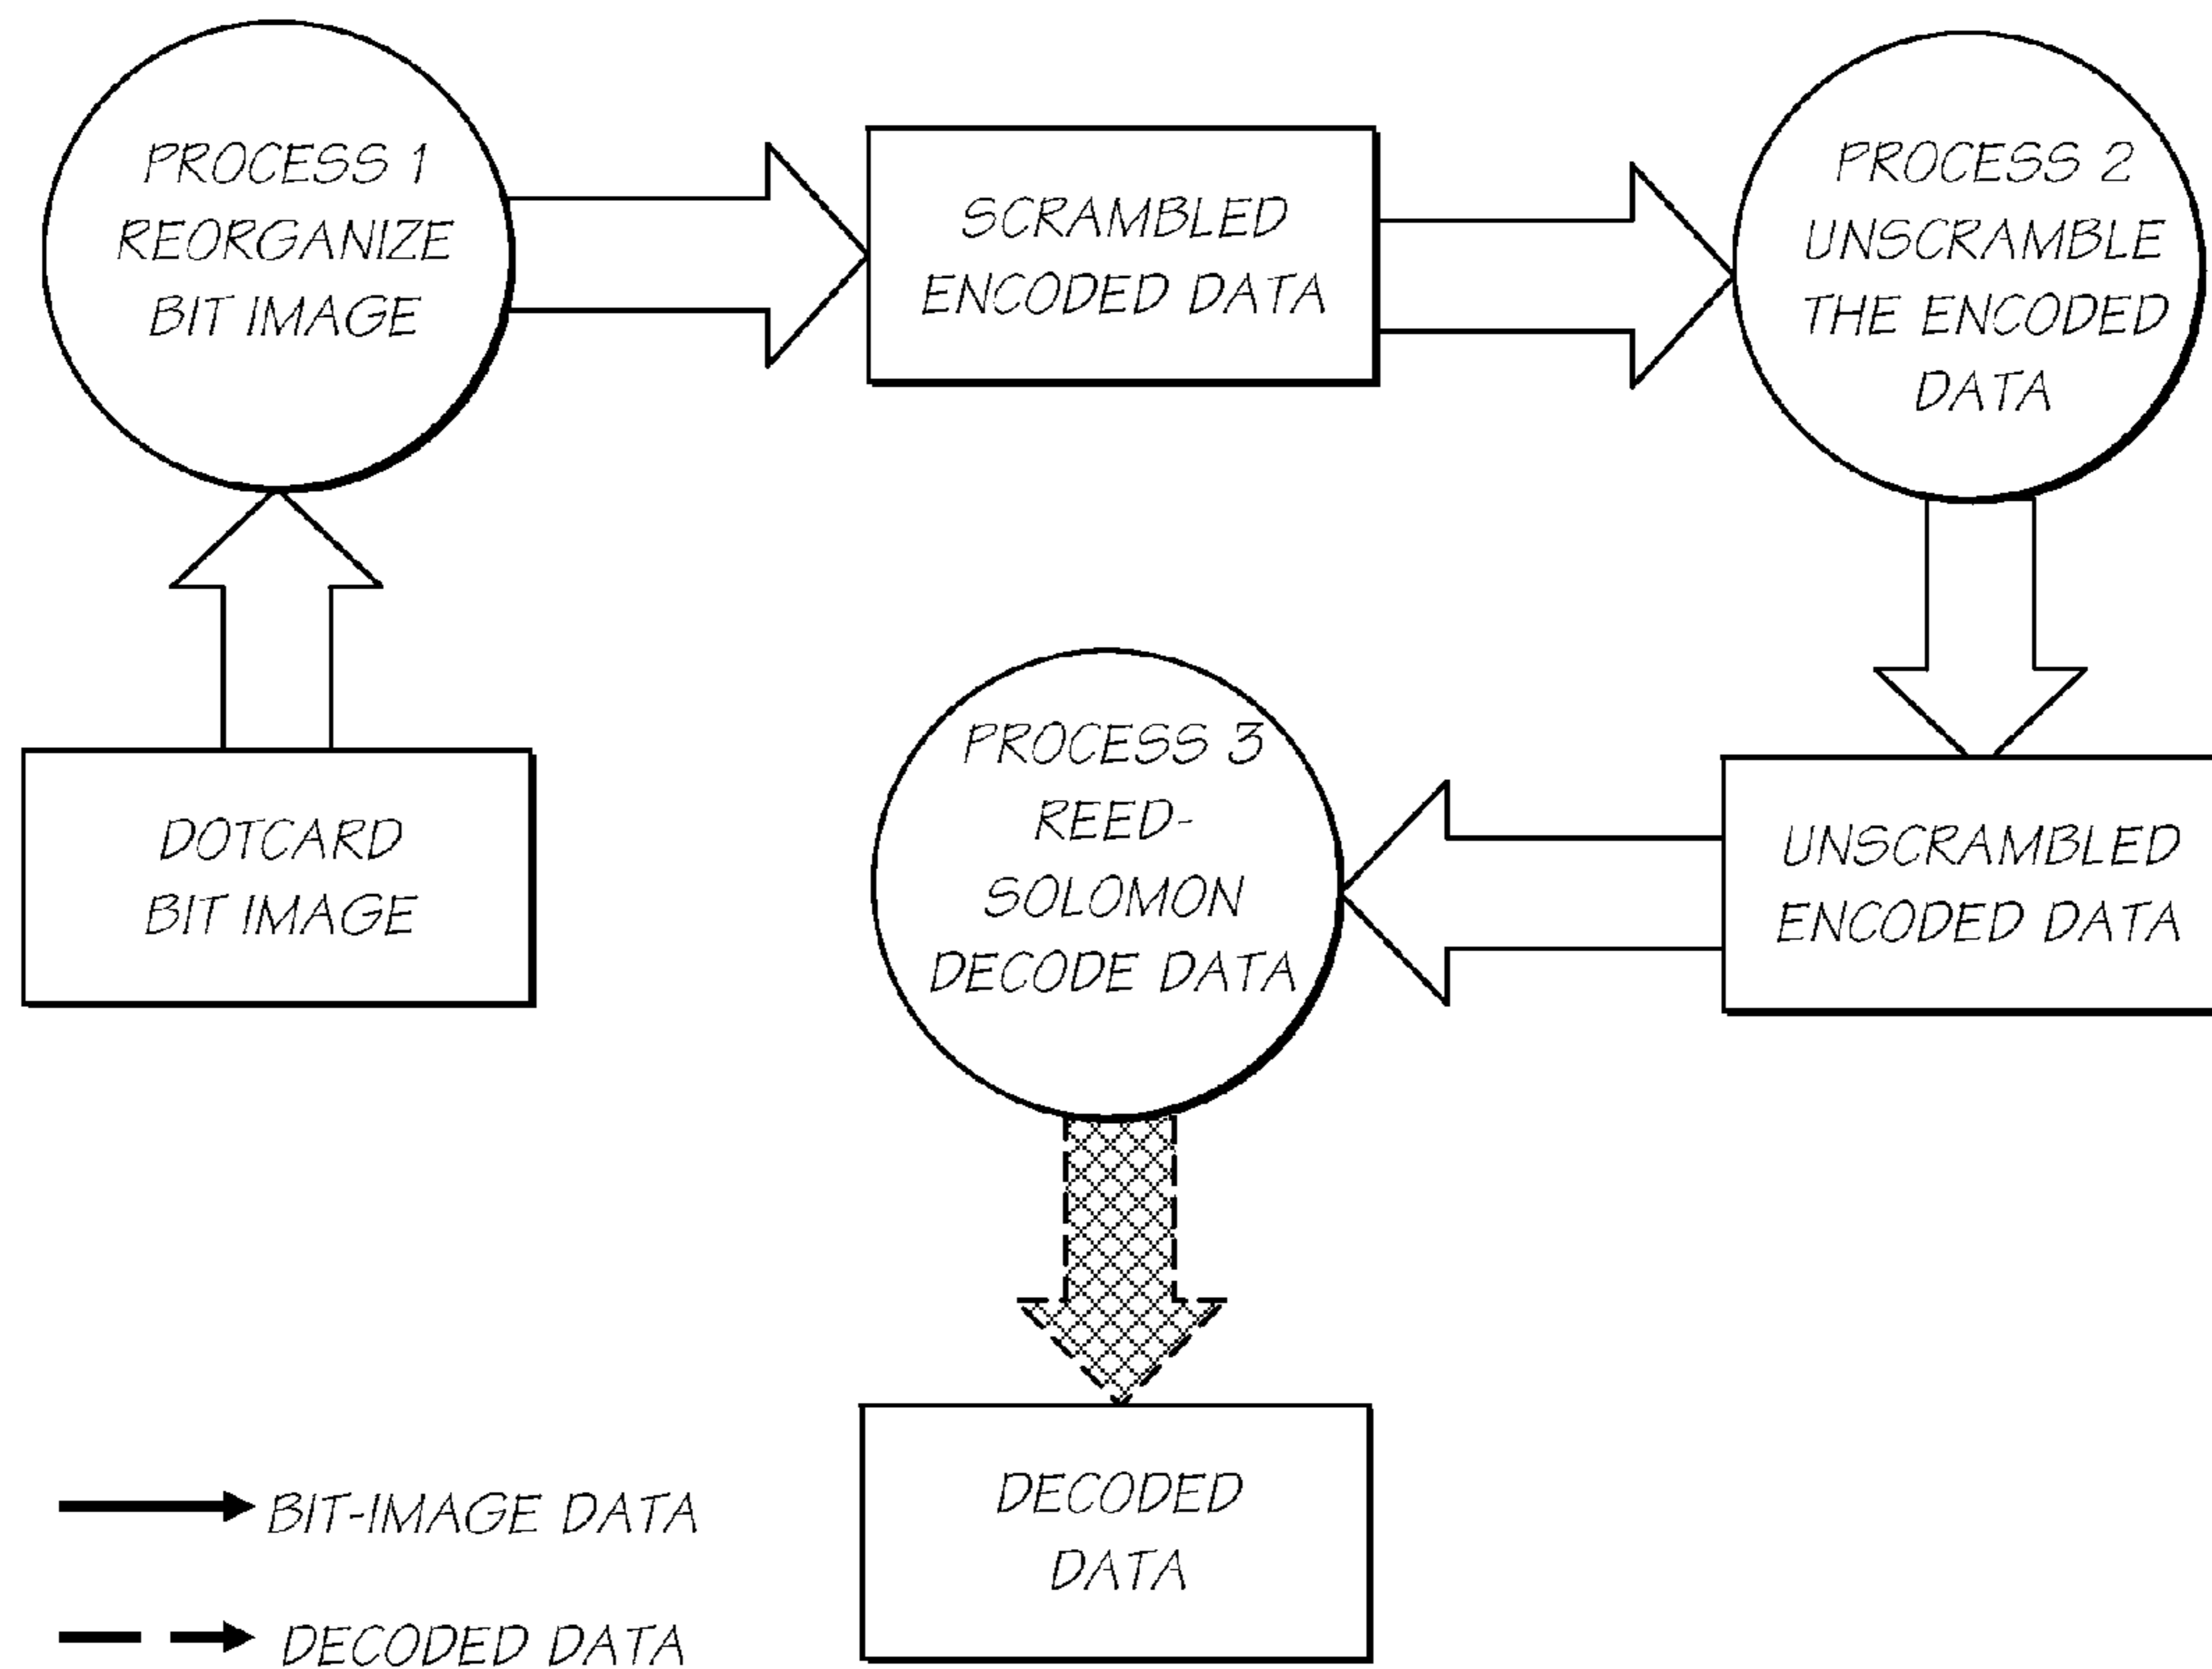 PROCESS 1
REORGANIZE
BIT IMAGE
SCRAMBLED
ENCODED DATA
PROCESS 2
UNSCRAMBLE
THE ENCODED
DATA
DOTCARD
BIT IMAGE
PROCESS 3
REED-
SOLOMON
DECODE DATA
UNSCRAMBLED
ENCODED DATA
DECODED
DATA
BIT-IMAGE DATA
DECODED DATA